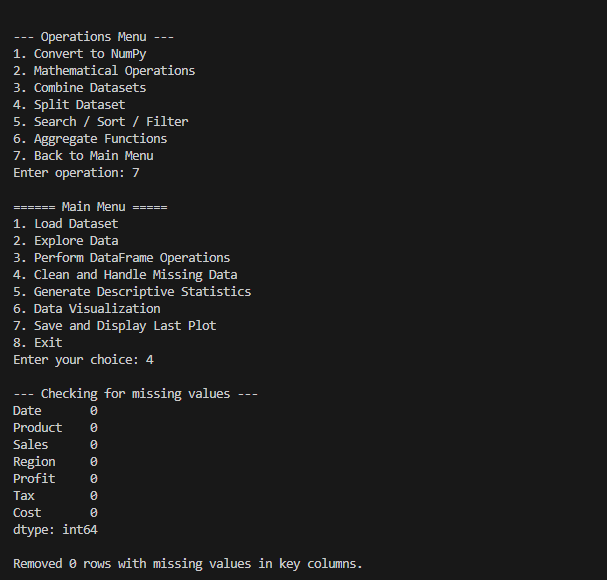 --- Operations Menu ---
1. Convert to NumPy
2. Mathematical Operations
3. Combine Datasets
4. Split Dataset
5. Search / Sort / Filter
6. Aggregate Functions
7. Back to Main Menu
Enter operation: 7
====== Main Menu =====
1. Load Dataset
2. Explore Data
3. Perform DataFrame Operations
4. Clean and Handle Missing Data
5. Generate Descriptive Statistics
6. Data Visualization
7. Save and Display Last Plot
8. Exit
Enter your choice: 4
--- Checking for missing values ---
Date 0
Product 0
Sales 0
Region 0
Profit 0
Tax 0
Cost 0
dtype: int64
Removed 0 rows with missing values in key columns.